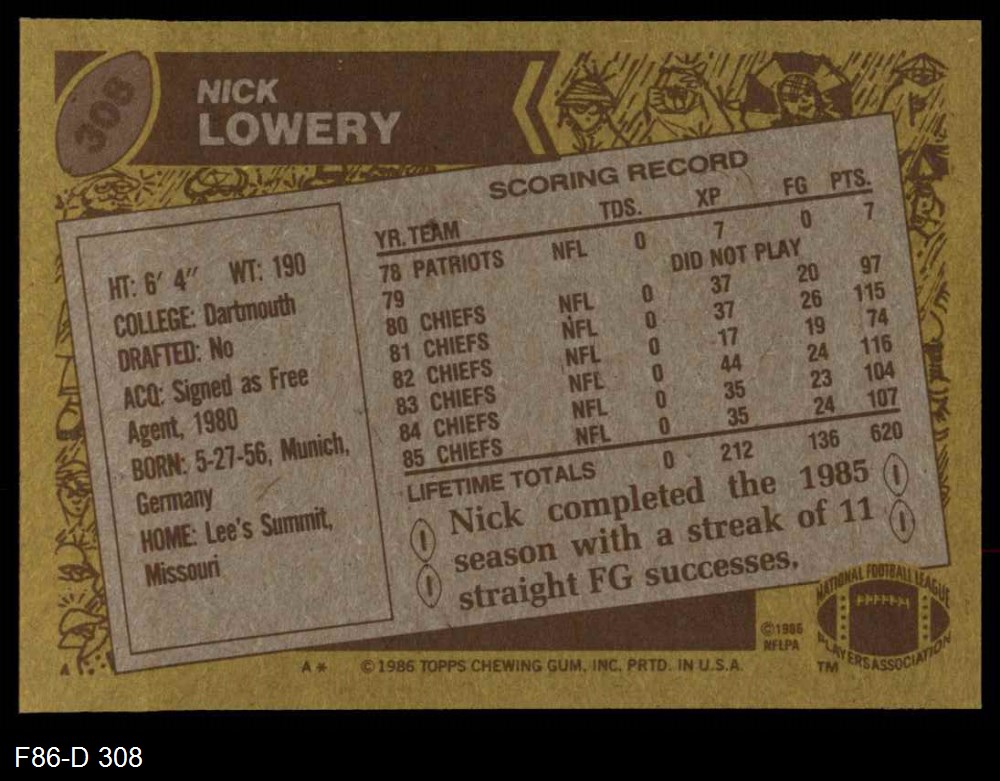 308
NICK
LOWERY
SCORING RECORD
YR. TEAM TDS. XP FG PTS.
78 PATRIOTS NFL 0 7 0 7
79 DID NOT PLAY
80 CHIEFS NFL 0 37 20 97
81 CHIEFS NFL 0 37 26 115
82 CHIEFS NFL 0 17 19 74
83 CHIEFS NFL 0 44 24 116
84 CHIEFS NFL 0 35 23 104
85 CHIEFS NFL 0 35 24 107
LIFETIME TOTALS 0 212 136 620
HT: 6' 4" WT: 190
COLLEGE: Dartmouth
DRAFTED: No
ACQ: Signed as Free
Agent, 1980
BORN: 5-27-56, Munich,
Germany
HOME: Lee's Summit,
Missouri
Nick completed the 1985
season with a streak of 11
straight FG successes.
©1986
NFLPA
NATIONAL FOOTBALL LEAGUE
PLAYERS ASSOCIATION
TM
A A* ©1986 TOPPS CHEWING GUM, INC. PRTD. IN U.S.A.
F86-D 308